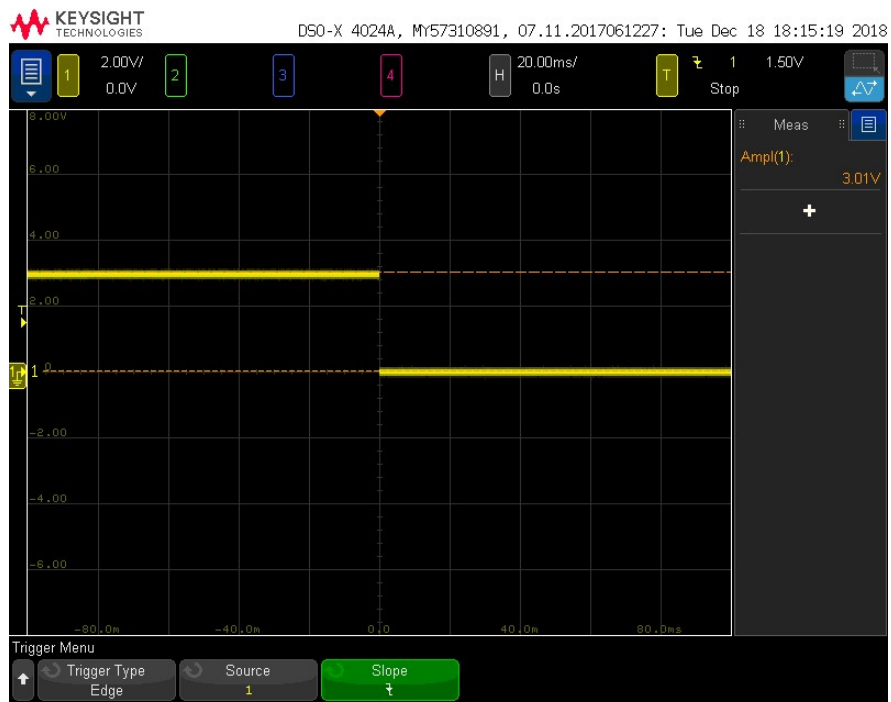 KEYSIGHT
TECHNOLOGIES
DSO-X 4024A, MY57310891, 07.11.2017061227: Tue Dec 18 18:15:19 2018
1 2.00V/ 2 3 4 H 20.00ms/ T 1 1.50V
0.0V 0.0s Stop
8.00V
Meas
Ampl(1):
3.01V
6.00
4.00
T
2.00
1 0
-2.00
-4.00
-6.00
-80.0m -40.0m 0.0 40.0m 80.0ms
Trigger Menu
Trigger Type Source Slope
Edge 1